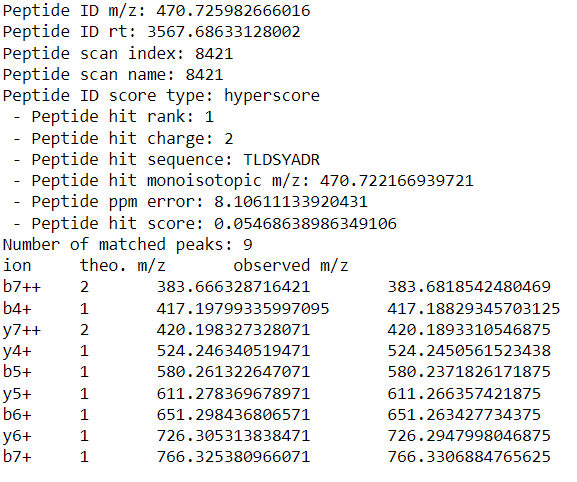 Peptide ID m/z: 470.725982666016
Peptide ID rt: 3567.68633128002
Peptide scan index: 8421
Peptide scan name: 8421
Peptide ID score type: hyperscore
- Peptide hit rank: 1
- Peptide hit charge: 2
- Peptide hit sequence: TLDSYADR
- Peptide hit monoisotopic m/z: 470.722166939721
- Peptide ppm error: 8.10611133920431
- Peptide hit score: 0.05468638986349106
Number of matched peaks: 9
ion theo. m/z observed m/z
b7++ 2 383.666328716421 383.6818542480469
b4+ 1 417.19799335997095 417.18829345703125
y7++ 2 420.198327328071 420.1893310546875
y4+ 1 524.246340519471 524.2450561523438
b5+ 1 580.261322647071 580.2371826171875
y5+ 1 611.278369678971 611.266357421875
b6+ 1 651.298436806571 651.263427734375
y6+ 1 726.305313838471 726.2947998046875
b7+ 1 766.325380966071 766.3306884765625